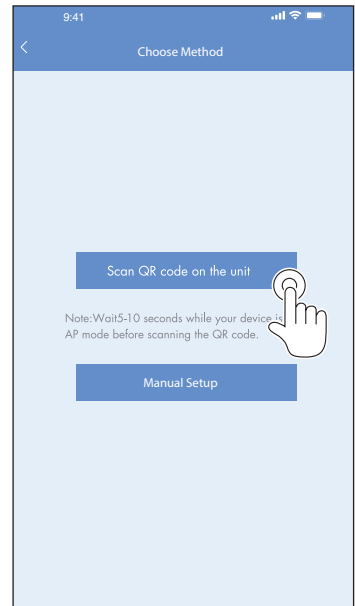 9:41
Choose Method
Scan QR code on the unit
Note:Wait5-10 seconds while your device is
AP mode before scanning the QR code.
Manual Setup